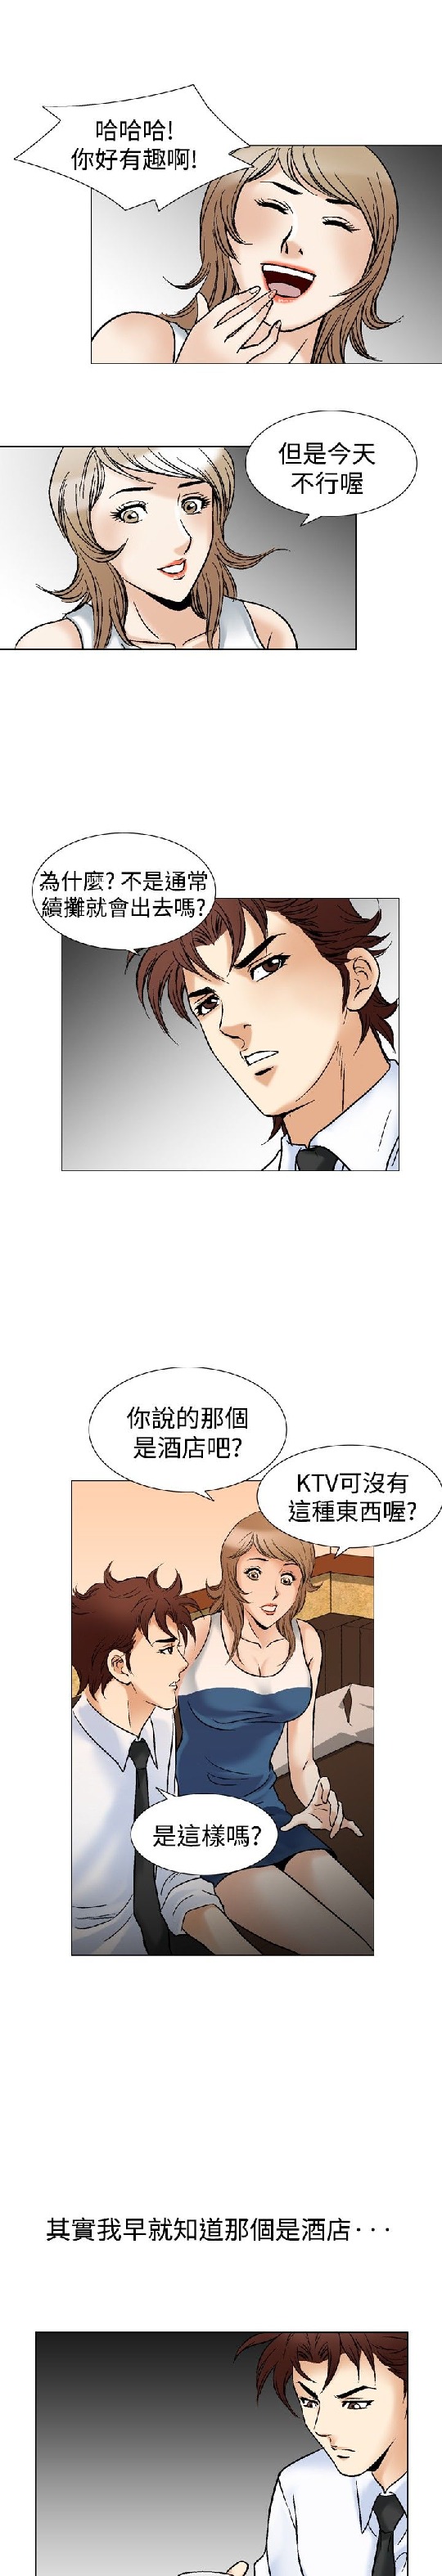 哈哈哈!
你好有趣啊!
但是今天
不行喔
為什麼? 不是通常
續攤就會出去嗎?
你說的那個
是酒店吧?
KTV可沒有
這種東西喔?
是這樣嗎?
其實我早就知道那個是酒店···